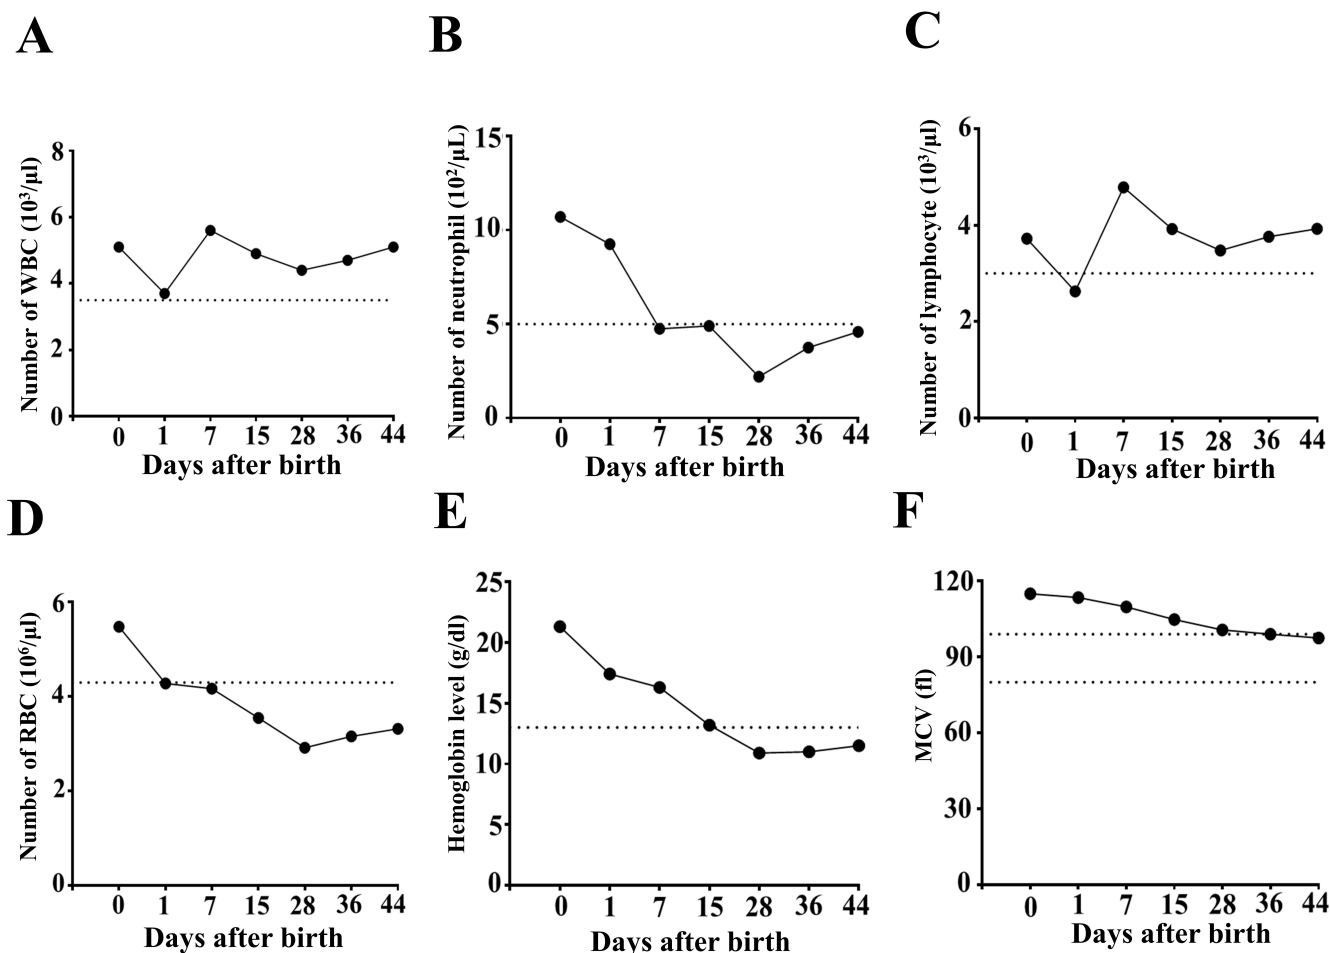 A
Number of WBC (10³/µl)
8
6
4
2
0
0 1 7 15 28 36 44
Days after birth
B
Number of neutrophil (10²/µL)
15
10
5
0
0 1 7 15 28 36 44
Days after birth
C
Number of lymphocyte (10³/µl)
6
4
2
0
0 1 7 15 28 36 44
Days after birth
D
Number of RBC (10⁶/µl)
6
4
2
0
0 1 7 15 28 36 44
Days after birth
E
Hemoglobin level (g/dl)
25
20
15
10
5
0
0 1 7 15 28 36 44
Days after birth
F
MCV (fl)
120
90
60
30
0
0 1 7 15 28 36 44
Days after birth